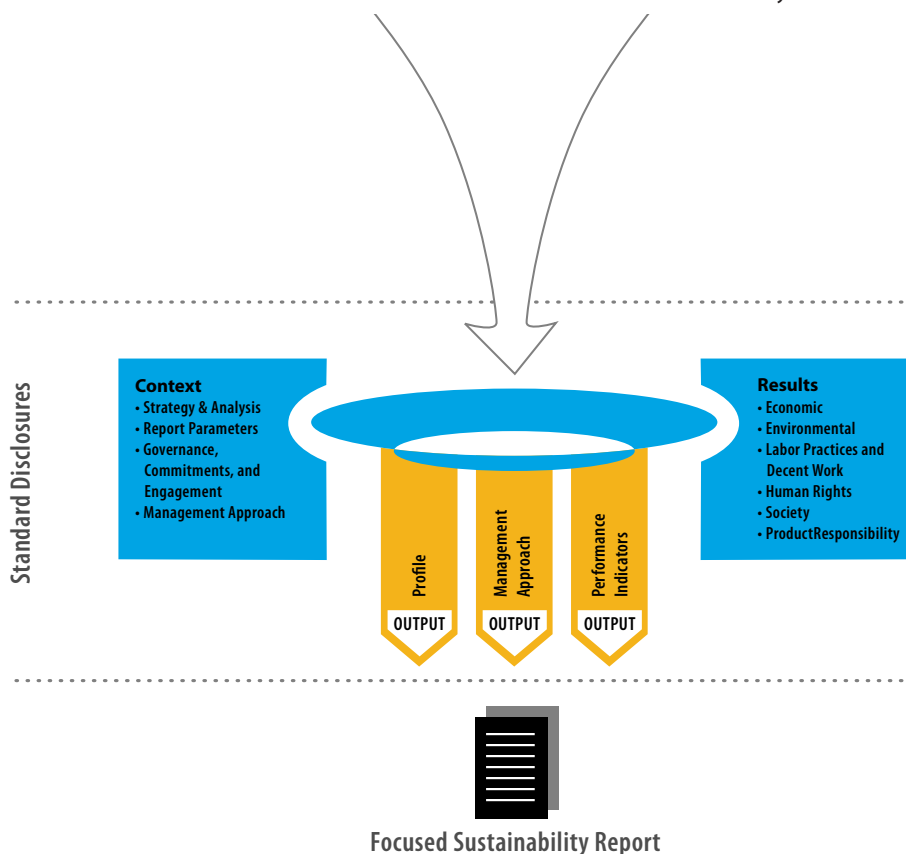 Standard Disclosures
Context
• Strategy & Analysis
• Report Parameters
• Governance,
Commitments, and
Engagement
• Management Approach
Profile
OUTPUT
Management
Approach
OUTPUT
Performance
Indicators
OUTPUT
Results
• Economic
• Environmental
• Labor Practices and
Decent Work
• Human Rights
• Society
• ProductResponsibility
Focused Sustainability Report